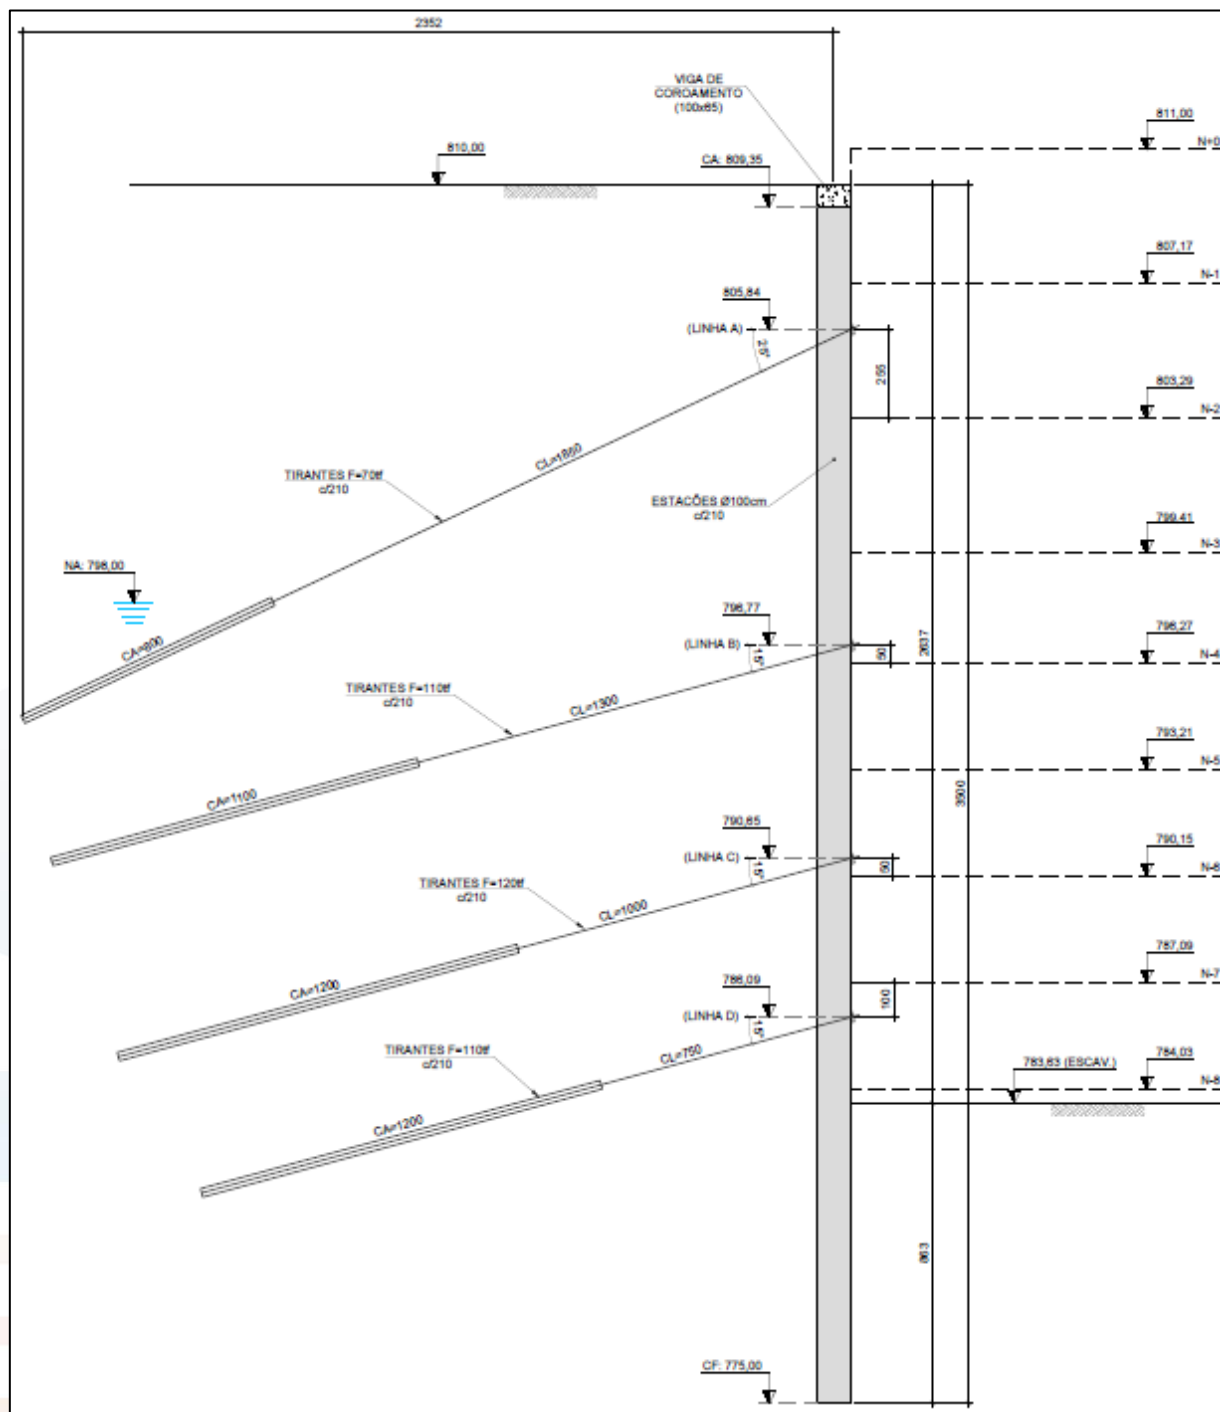 2352
VIGA DE
COROAMENTO
(100x65)
811,00
N+0
810,00
CA: 809,35
807,17
N-1
805,84
(LINHA A)
25°
255
803,29
N-2
CL=1860
TIRANTES F=70tf
c/210
ESTACÕES Ø100cm
c/210
799,41
N-3
NA: 798,00
CA=800
796,77
(LINHA B)
15°
50
2637
796,27
N-4
TIRANTES F=110tf
c/210
CL=1300
793,21
N-5
CA=1100
3500
790,65
(LINHA C)
15°
50
790,15
N-6
TIRANTES F=120tf
c/210
CL=1000
787,09
N-7
CA=1200
786,09
(LINHA D)
15°
100
TIRANTES F=110tf
c/210
CL=750
783,63 (ESCAV.)
784,03
N-8
CA=1200
863
CF: 775,00